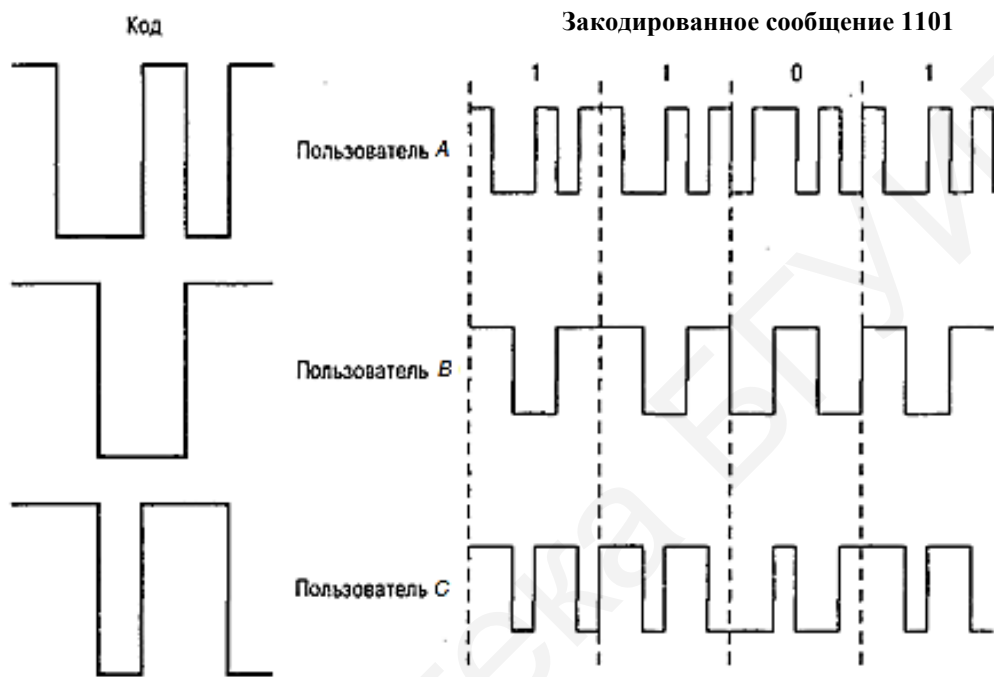 Код
Закодированное сообщение 1101
1 1 0 1
Пользователь A
Пользователь B
Пользователь C